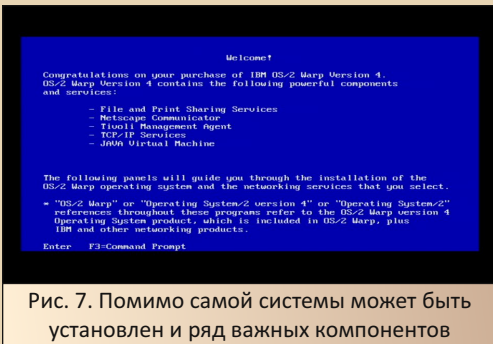 Welcome!
Congratulations on your purchase of IBM OS/2 Warp Version 4.
OS/2 Warp Version 4 contains the following powerful components
and services:
- File and Print Sharing Services
- Netscape Communicator
- Tivoli Management Agent
- TCP/IP Services
- JAVA Virtual Machine
The following panels will guide you through the installation of the
OS/2 Warp operating system and the networking services that you select.
* "OS/2 Warp" or "Operating System/2 version 4" or "Operating System/2"
references throughout these programs refer to the OS/2 Warp version 4
Operating System product, which is included in OS/2 Warp, plus
IBM and other networking products.
Enter F3=Command Prompt
Рис. 7. Помимо самой системы может быть
установлен и ряд важных компонентов